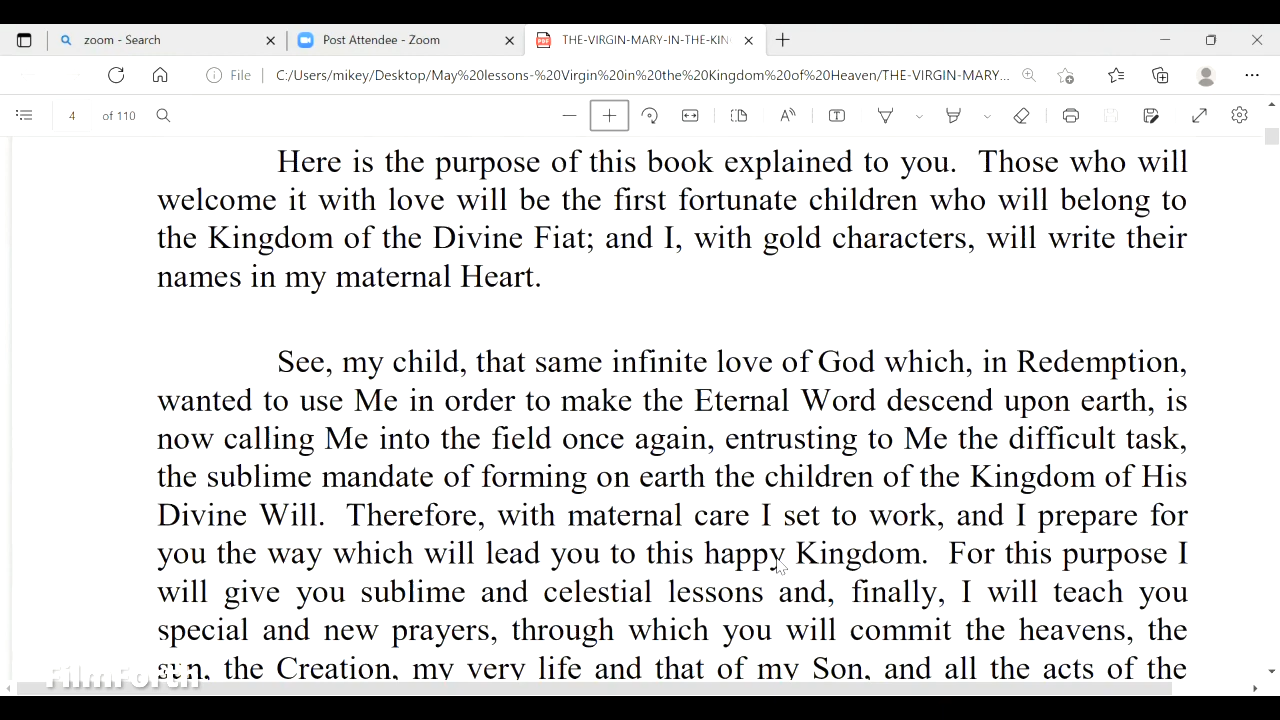 zoom - Search
Post Attendee - Zoom
THE-VIRGIN-MARY-IN-THE-KIN
File
C:/Users/mikey/Desktop/May%20lessons-%20Virgin%20in%20the%20Kingdom%20of%20Heaven/THE-VIRGIN-MARY...
4 of 110
Here is the purpose of this book explained to you. Those who will
welcome it with love will be the first fortunate children who will belong to
the Kingdom of the Divine Fiat; and I, with gold characters, will write their
names in my maternal Heart.
See, my child, that same infinite love of God which, in Redemption,
wanted to use Me in order to make the Eternal Word descend upon earth, is
now calling Me into the field once again, entrusting to Me the difficult task,
the sublime mandate of forming on earth the children of the Kingdom of His
Divine Will. Therefore, with maternal care I set to work, and I prepare for
you the way which will lead you to this happy Kingdom. For this purpose I
will give you sublime and celestial lessons and, finally, I will teach you
special and new prayers, through which you will commit the heavens, the
sun, the Creation, my very life and that of my Son, and all the acts of the
FilmForth